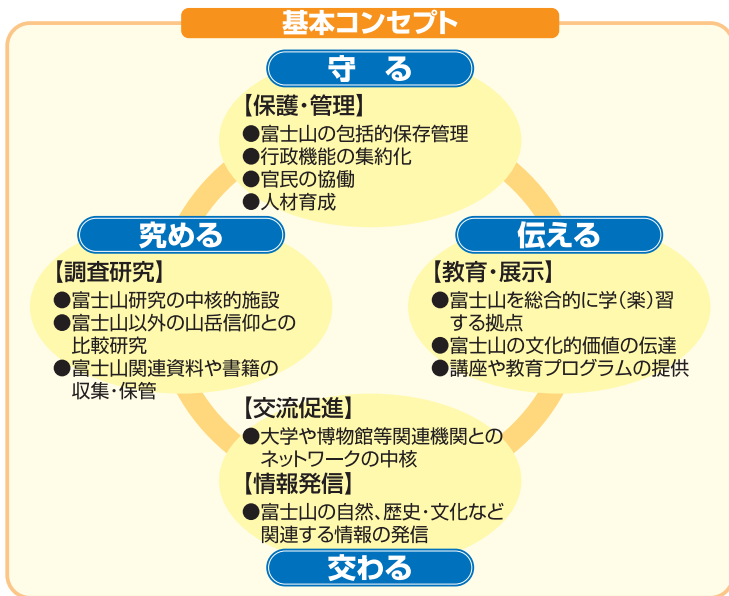 基本コンセプト
守る
【保護・管理】
●富士山の包括的保存管理
●行政機能の集約化
●官民の協働
●人材育成
究める
【調査研究】
●富士山研究の中核的施設
●富士山以外の山岳信仰との
比較研究
●富士山関連資料や書籍の
収集・保管
伝える
【教育・展示】
●富士山を総合的に学(楽)習
する拠点
●富士山の文化的価値の伝達
●講座や教育プログラムの提供
【交流促進】
●大学や博物館等関連機関との
ネットワークの中核
【情報発信】
●富士山の自然、歴史・文化など
関連する情報の発信
交わる